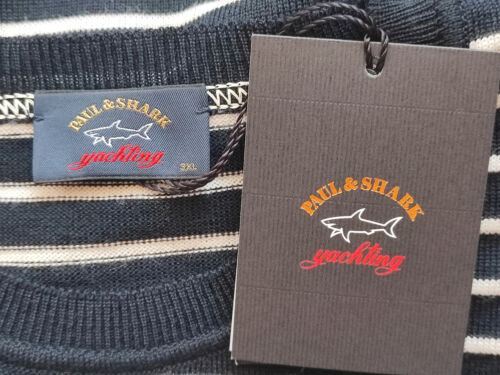 PAUL & SHARK
yachting
3XL
PAUL & SHARK
yachting